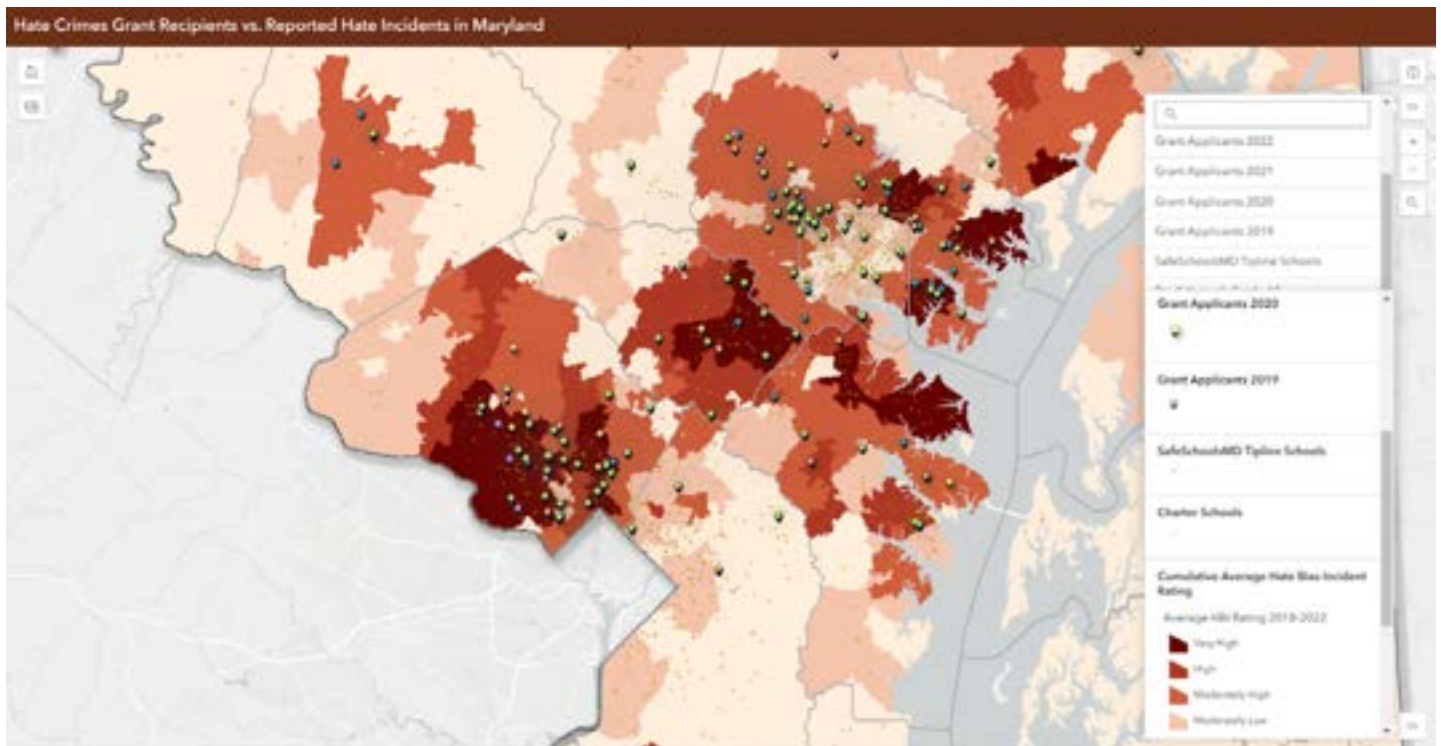 Hate Crimes Grant Recipients vs. Reported Hate Incidents in Maryland
Grant Applicants 2022
Grant Applicants 2021
Grant Applicants 2020
Grant Applicants 2019
SafeSchoolsMD Tipline Schools
Grant Applicants 2020
Grant Applicants 2019
SafeSchoolsMD Tipline Schools
Charter Schools
Cumulative Average Hate Bias Incident
Rating
Average HBI Rating 2018-2022
Very High
High
Moderately High
Moderately Low